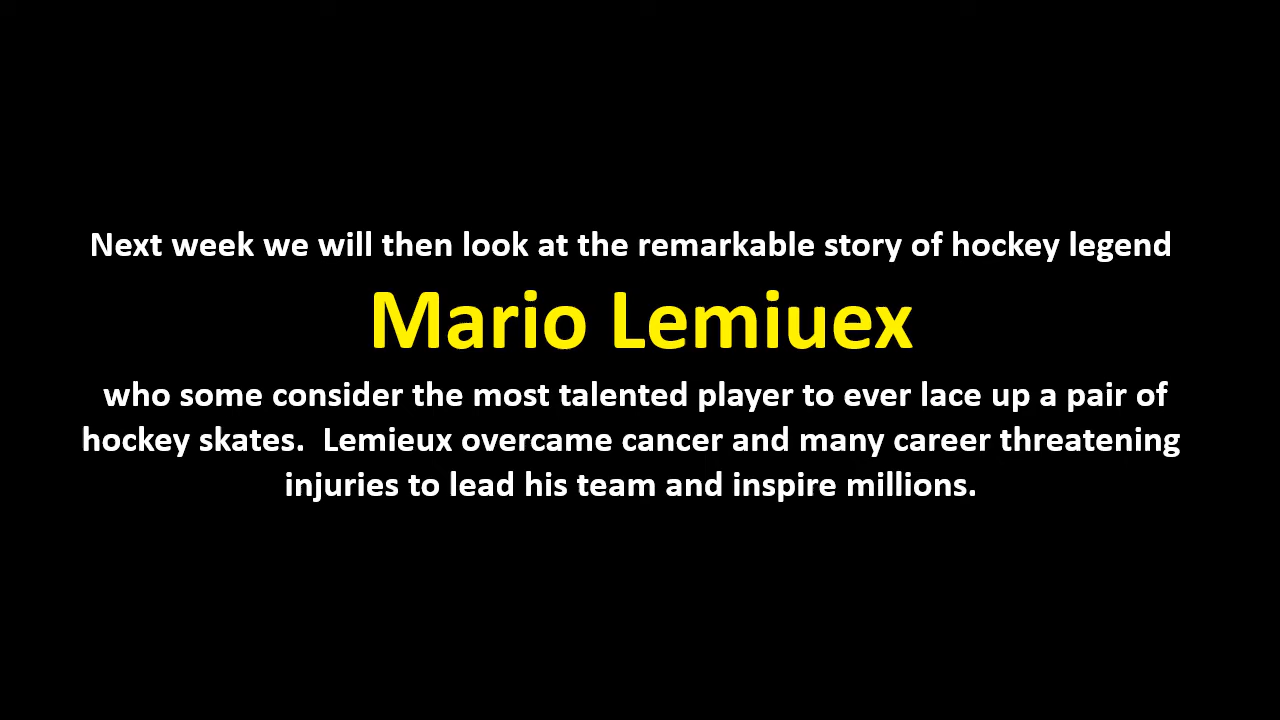 Next week we will then look at the remarkable story of hockey legend
Mario Lemiuex
who some consider the most talented player to ever lace up a pair of
hockey skates.  Lemieux overcame cancer and many career threatening
injuries to lead his team and inspire millions.